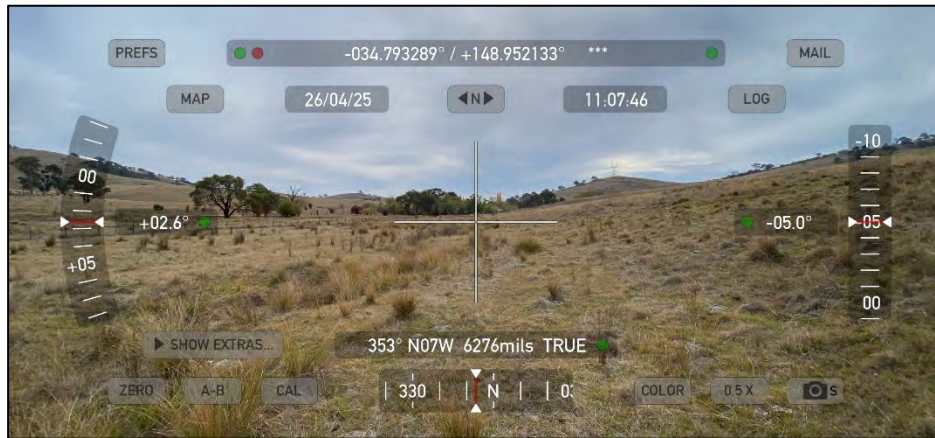 PREFS -034.793289° / +148.952133° *** MAIL
MAP 26/04/25 ◀N▶ 11:07:46 LOG
-10
00
+02.6° -05.0° 05
+05
00
▶ SHOW EXTRAS... 353° N07W 6276mils TRUE
ZERO A-B CAL 330 N COLOR 0.5 X S